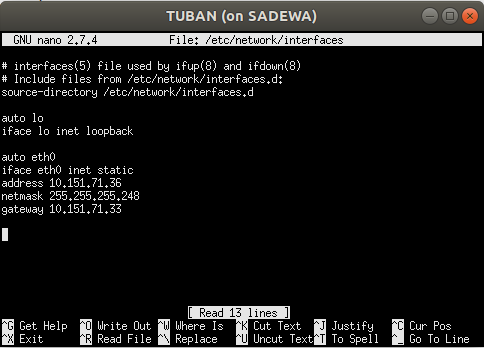 TUBAN (on SADEWA)
GNU nano 2.7.4 File: /etc/network/interfaces
# interfaces(5) file used by ifup(8) and ifdown(8)
# Include files from /etc/network/interfaces.d:
source-directory /etc/network/interfaces.d
auto lo
iface lo inet loopback
auto eth0
iface eth0 inet static
address 10.151.71.36
netmask 255.255.255.248
gateway 10.151.71.33
[ Read 13 lines ]
^G Get Help ^O Write Out ^W Where Is ^K Cut Text ^J Justify ^C Cur Pos
^X Exit ^R Read File ^\ Replace ^U Uncut Text ^T To Spell ^_ Go To Line